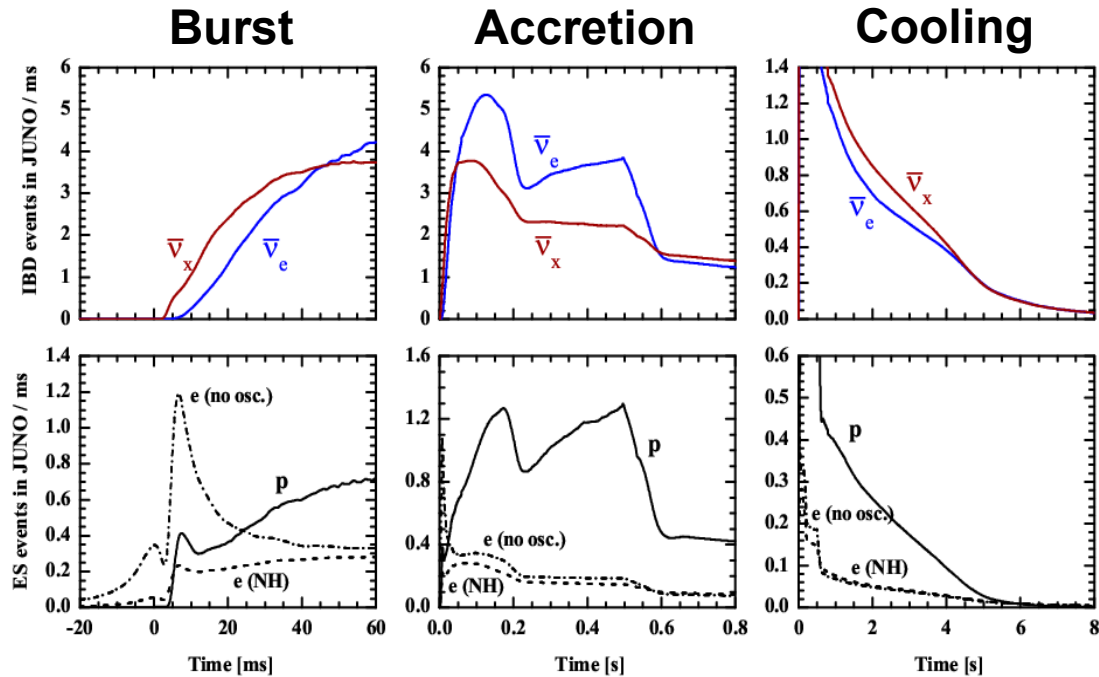 Burst Accretion Cooling
IBD events in JUNO / ms
6
5
4
3
2
1
0
ν̅x
ν̅e
6
5
4
3
2
1
0
ν̅e
ν̅x
1.4
1.2
1.0
0.8
0.6
0.4
0.2
0.0
ν̅x
ν̅e
ES events in JUNO / ms
1.4
1.2
1.0
0.8
0.6
0.4
0.2
0.0
e (no osc.)
p
e (NH)
-20 0 20 40 60
Time [ms]
1.6
1.2
0.8
0.4
0.0
p
e (no osc.)
e (NH)
0.0 0.2 0.4 0.6 0.8
Time [s]
0.6
0.5
0.4
0.3
0.2
0.1
0.0
p
e (no osc.)
e (NH)
0 2 4 6 8
Time [s]